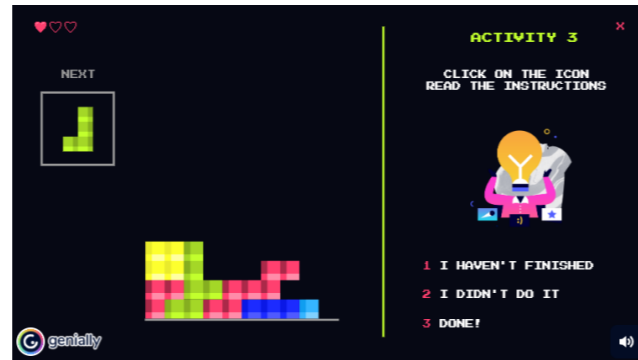 NEXT
ACTIVITY 3
×
CLICK ON THE ICON
READ THE INSTRUCTIONS
:)
1 I HAVEN'T FINISHED
2 I DIDN'T DO IT
3 DONE!
G genially